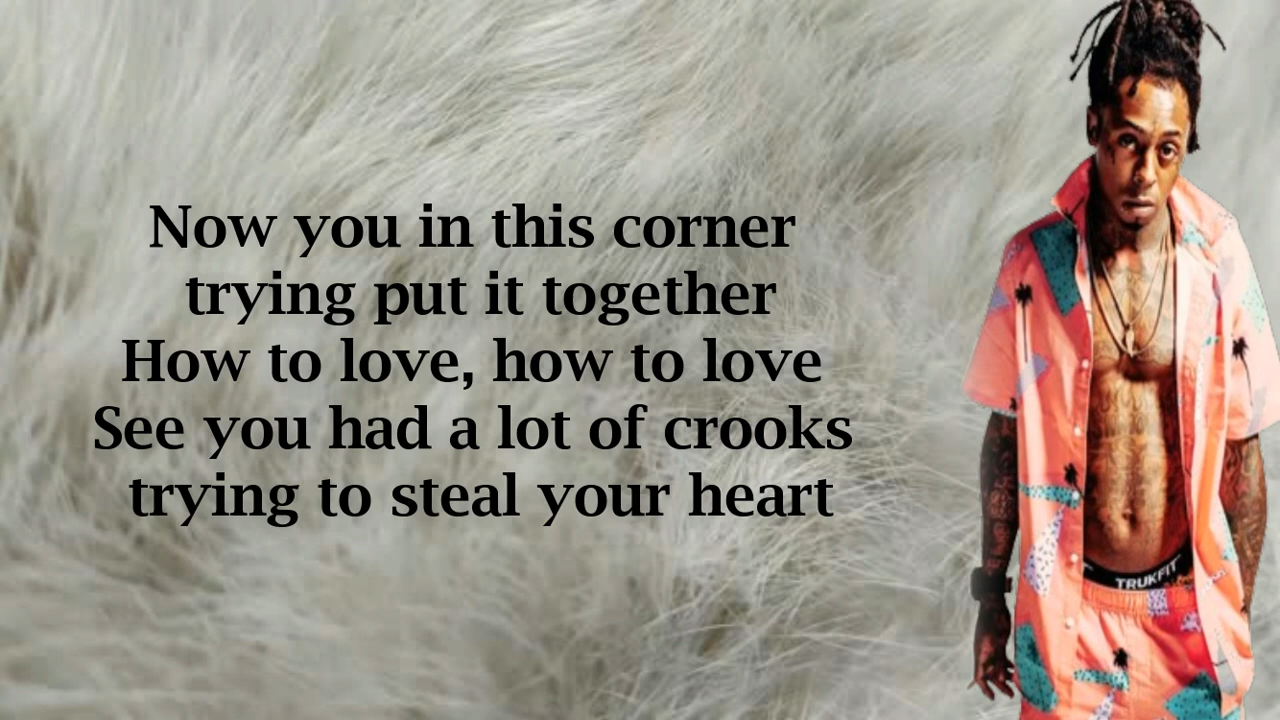 Now you in this corner
trying put it together
How to love, how to love
See you had a lot of crooks
trying to steal your heart
TRUKFIT